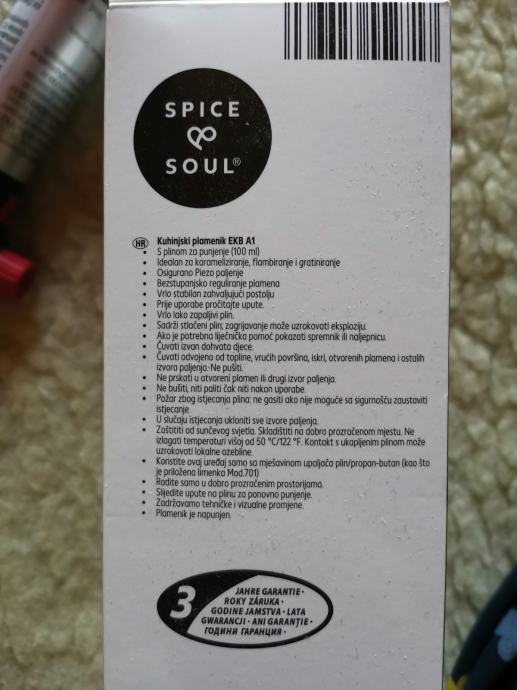 SPICE
&
SOUL®
HR Kuhinjski plamenik EKB A1
• S plinom za punjenje (100 ml)
• Idealan za karameliziranje, flambiranje i gratiniranje
• Osigurano Piezo paljenje
• Bezstupanjsko reguliranje plamena
• Vrlo stabilan zahvaljujući postolju
• Prije uporabe pročitajte upute.
• Vrlo lako zapaljivi plin.
• Sadrži stlačeni plin; zagrijavanje može uzrokovati eksploziju.
• Ako je potrebna liječnička pomoć pokazati spremnik ili naljepnicu.
• Čuvati izvan dohvata djece.
• Čuvati odvojeno od topline, vrućih površina, iskri, otvorenih plamena i ostalih
izvora paljenja. Ne pušiti.
• Ne prskati u otvoreni plamen ili drugi izvor paljenja.
• Ne bušiti, niti paliti čak niti nakon uporabe.
• Požar zbog istjecanja plina: ne gasiti ako nije moguće sa sigurnošću zaustaviti
istjecanje.
• U slučaju istjecanja ukloniti sve izvore paljenja.
• Zaštititi od sunčevog svjetla. Skladištiti na dobro prozračenom mjestu. Ne
izlagati temperaturi višoj od 50 °C/122 °F. Kontakt s ukapljenim plinom može
uzrokovati lokalne ozebline.
• Koristite ovaj uređaj samo sa mješavinom upaljača plin/propan-butan (kao što
je priložena limenka Mod.701)
• Radite samo u dobro prozračenim prostorijama.
• Slijedite upute na plinu za ponovno punjenje.
• Zadržavamo tehničke i vizualne promjene.
• Plamenik je napunjen.
3
JAHRE GARANTIE •
ROKY ZÁRUKA •
GODINE JAMSTVA • LATA
GWARANCJI • ANI GARANȚIE •
ГОДИНИ ГАРАНЦИЯ •